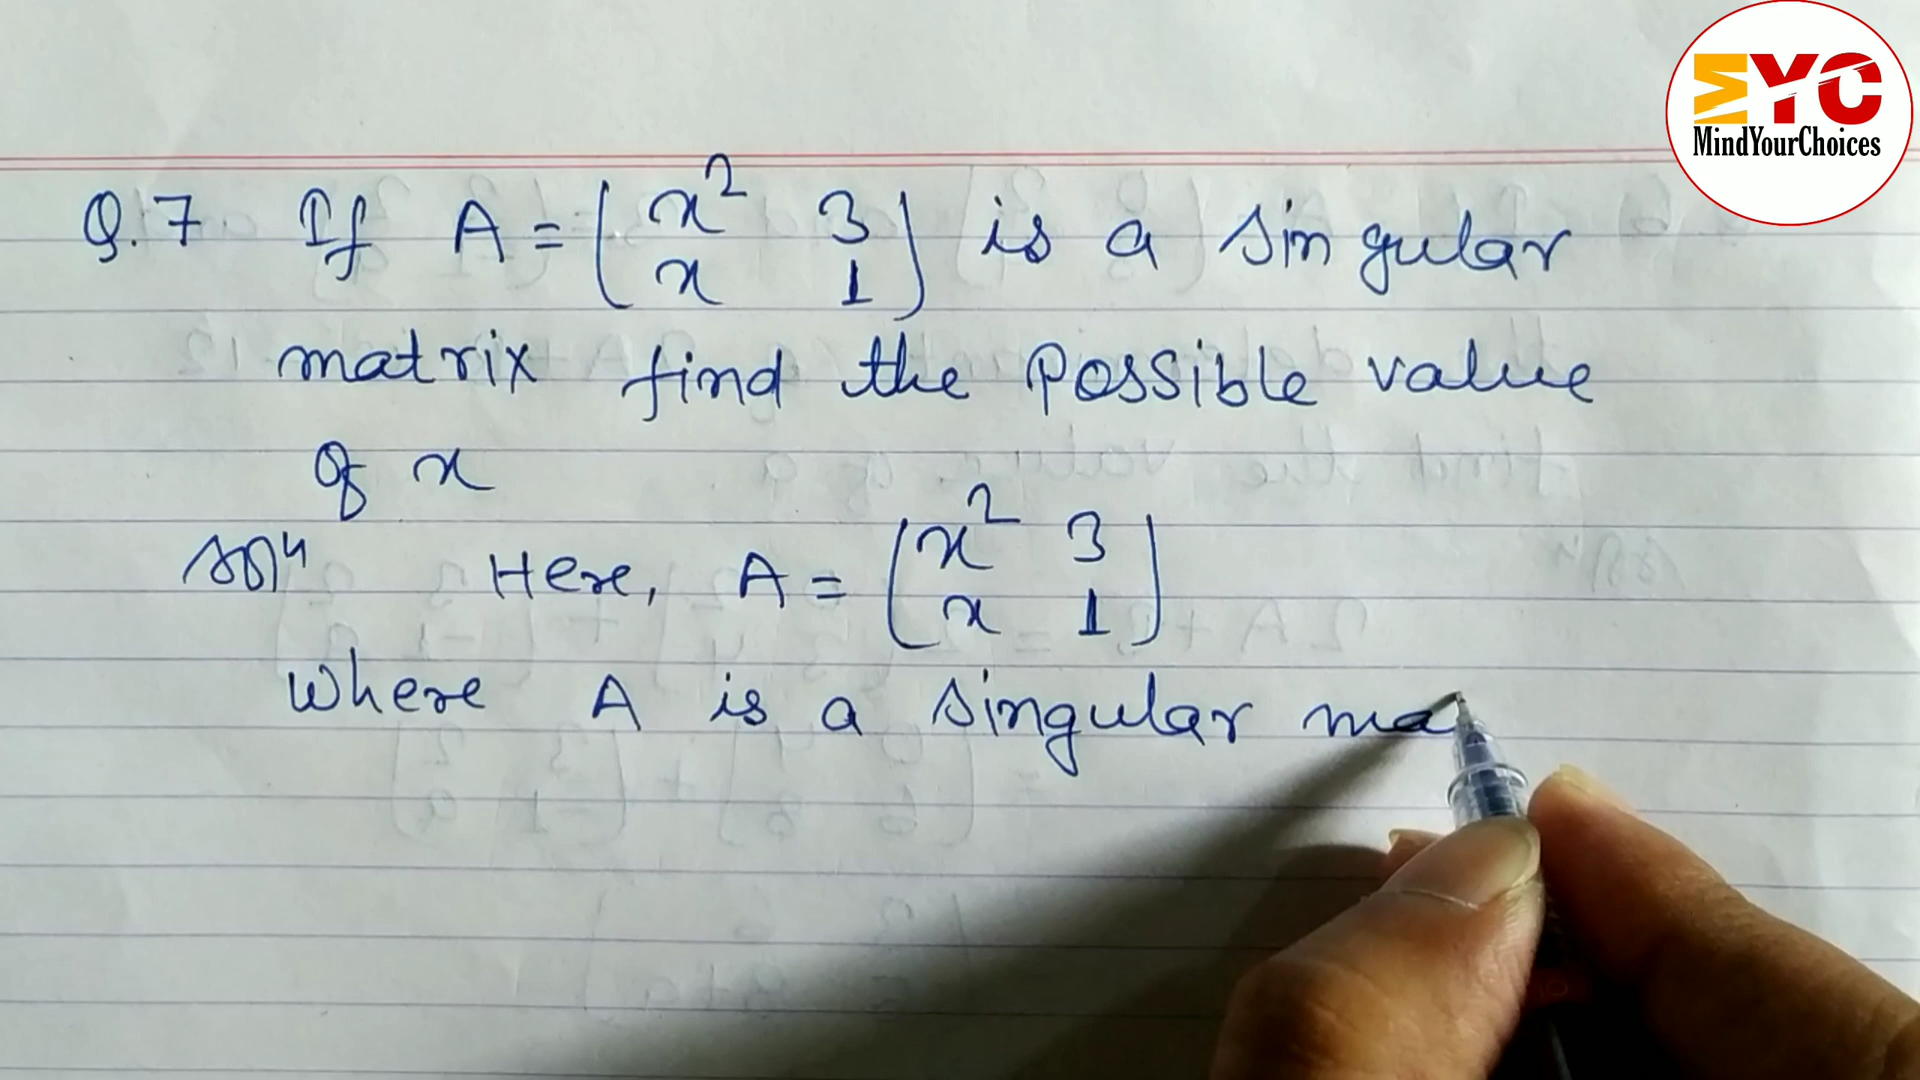 MYC
MindYourChoices
Q.7 If A = [x² 3
x 1] is a singular
matrix find the possible value
of x
Solⁿ Here, A = [x² 3
x 1]
Where A is a singular ma